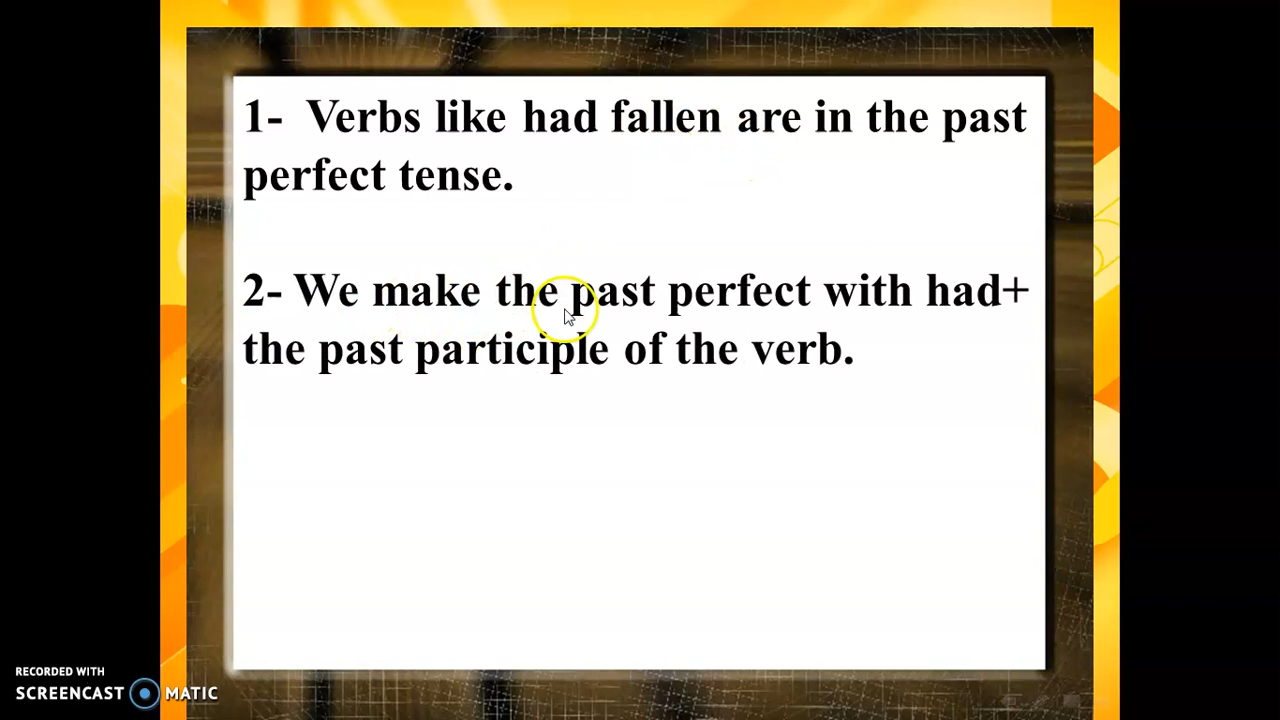 1- Verbs like had fallen are in the past
perfect tense.
2- We make the past perfect with had+
the past participle of the verb.
RECORDED WITH
SCREENCAST MATIC